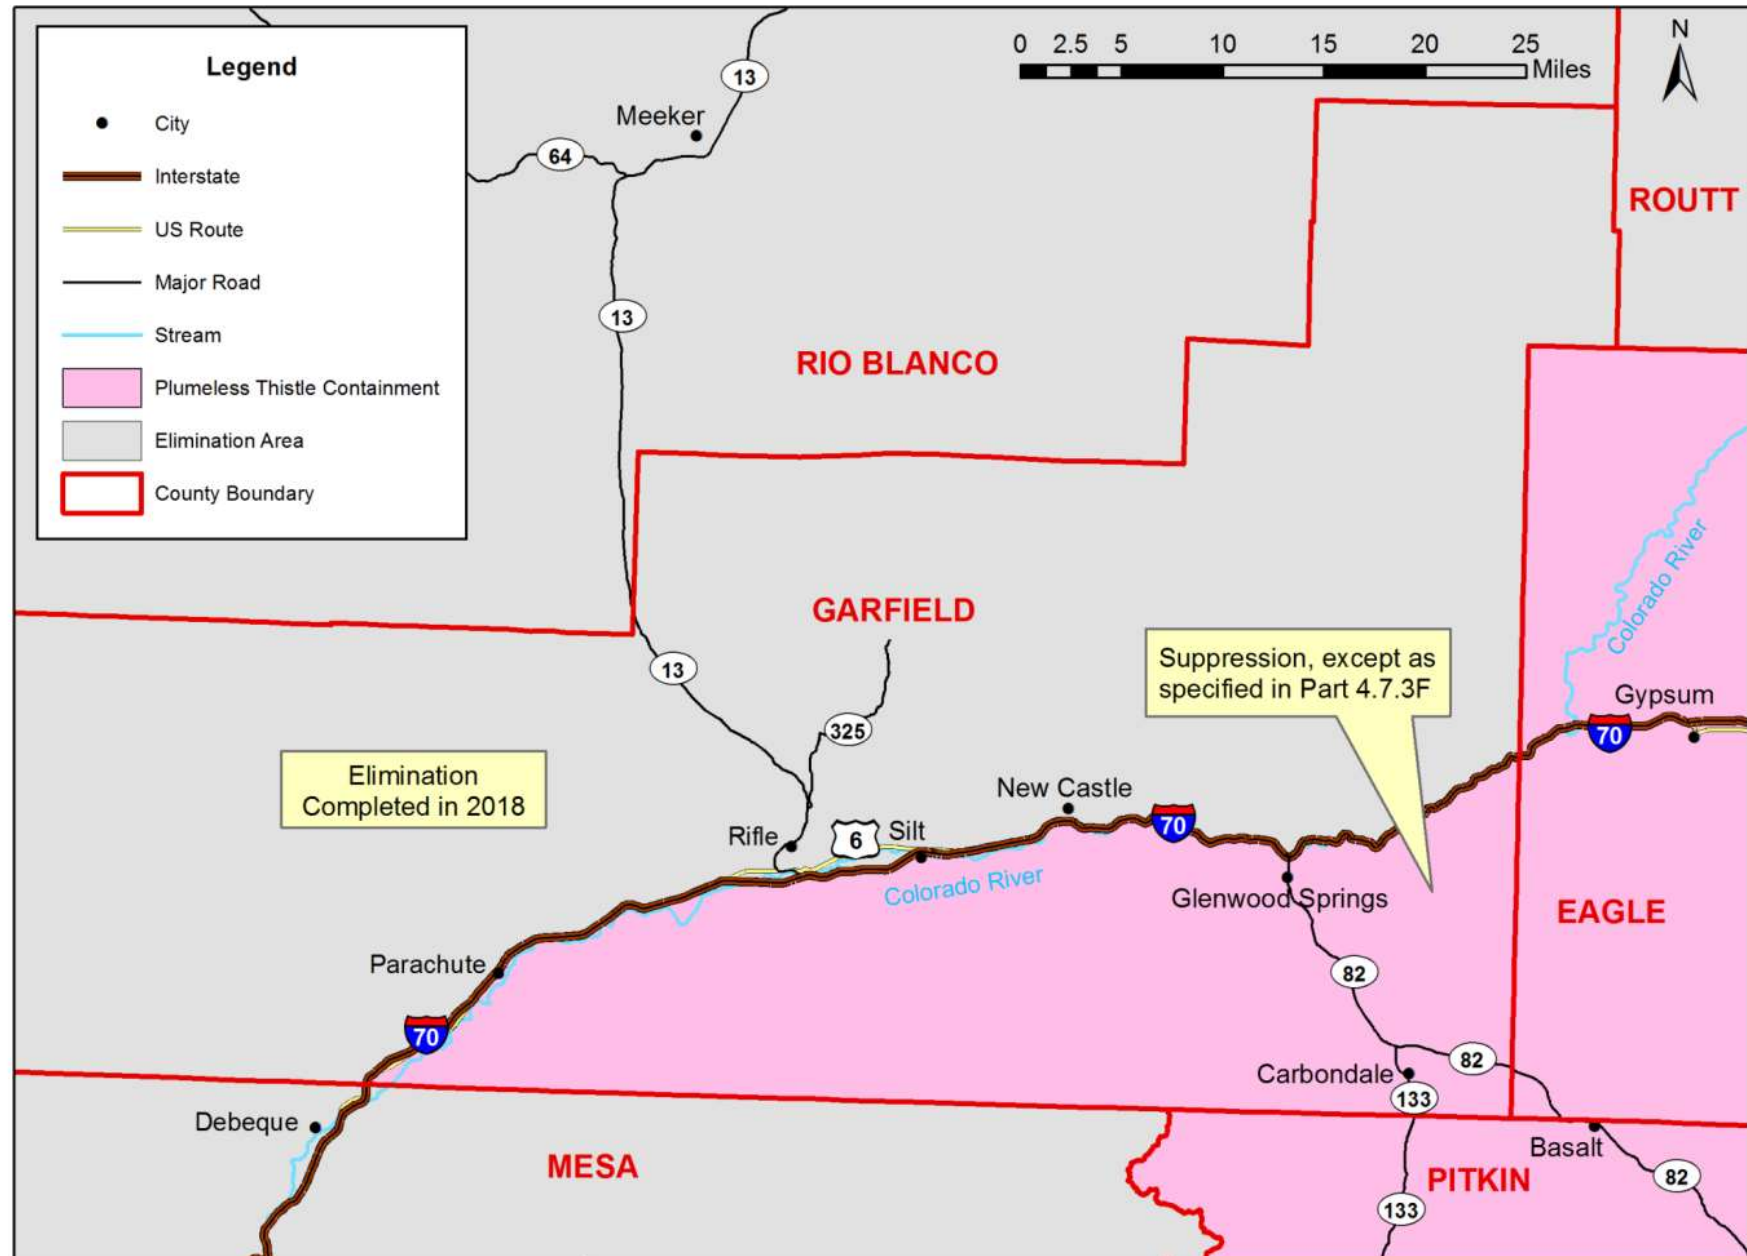 Legend
City
Interstate
US Route
Major Road
Stream
Plumeless Thistle Containment
Elimination Area
County Boundary
0 2.5 5 10 15 20 25
Miles
N
13
Meeker
64
ROUTT
13
RIO BLANCO
Colorado River
GARFIELD
13
Suppression, except as
specified in Part 4.7.3F
Gypsum
70
325
Elimination
Completed in 2018
New Castle
70
Rifle
6
Silt
Colorado River
Glenwood Springs
EAGLE
Parachute
82
70
82
Carbondale
133
Debeque
Basalt
MESA
PITKIN
82
133